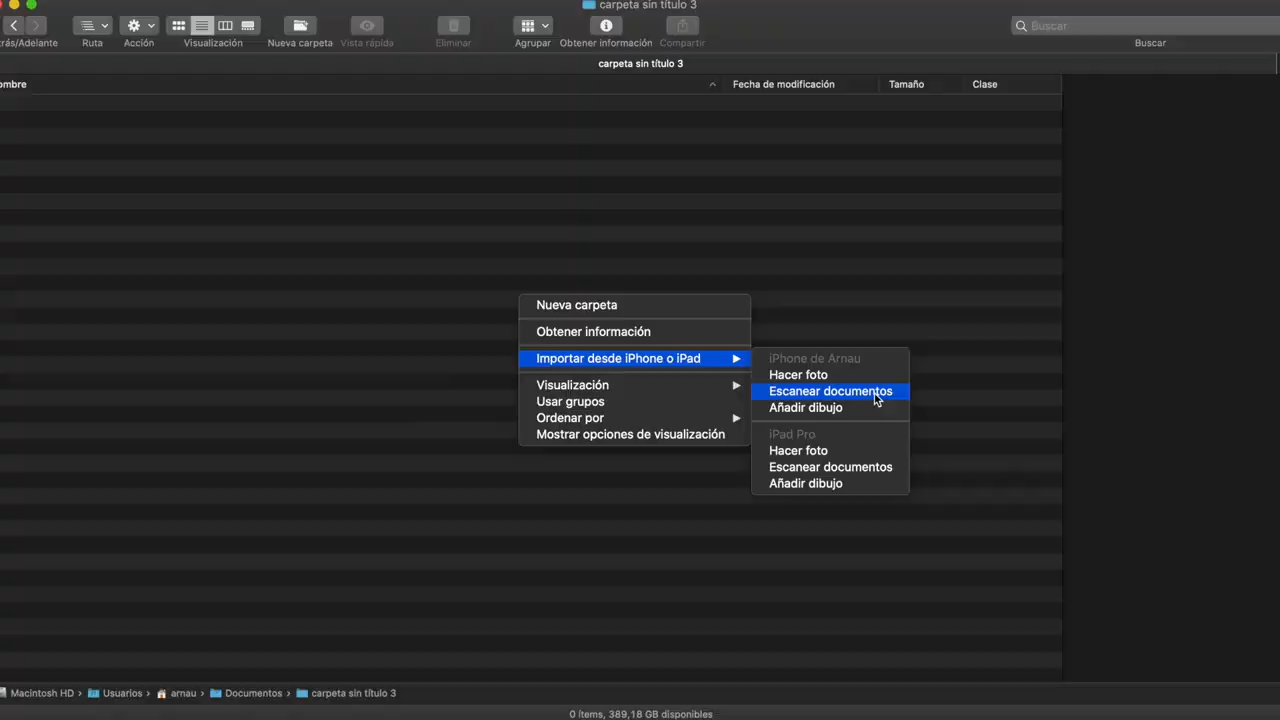 carpeta sin título 3
trás/Adelante
Ruta
Acción
Visualización
Nueva carpeta
Vista rápida
Eliminar
Agrupar
Obtener información
Compartir
Buscar
Buscar
carpeta sin título 3
ombre
Fecha de modificación
Tamaño
Clase
Nueva carpeta
Obtener información
Importar desde iPhone o iPad
Visualización
Usar grupos
Ordenar por
Mostrar opciones de visualización
iPhone de Arnau
Hacer foto
Escanear documentos
Añadir dibujo
iPad Pro
Hacer foto
Escanear documentos
Añadir dibujo
Macintosh HD › Usuarios › arnau › Documentos › carpeta sin título 3
0 ítems, 389,18 GB disponibles